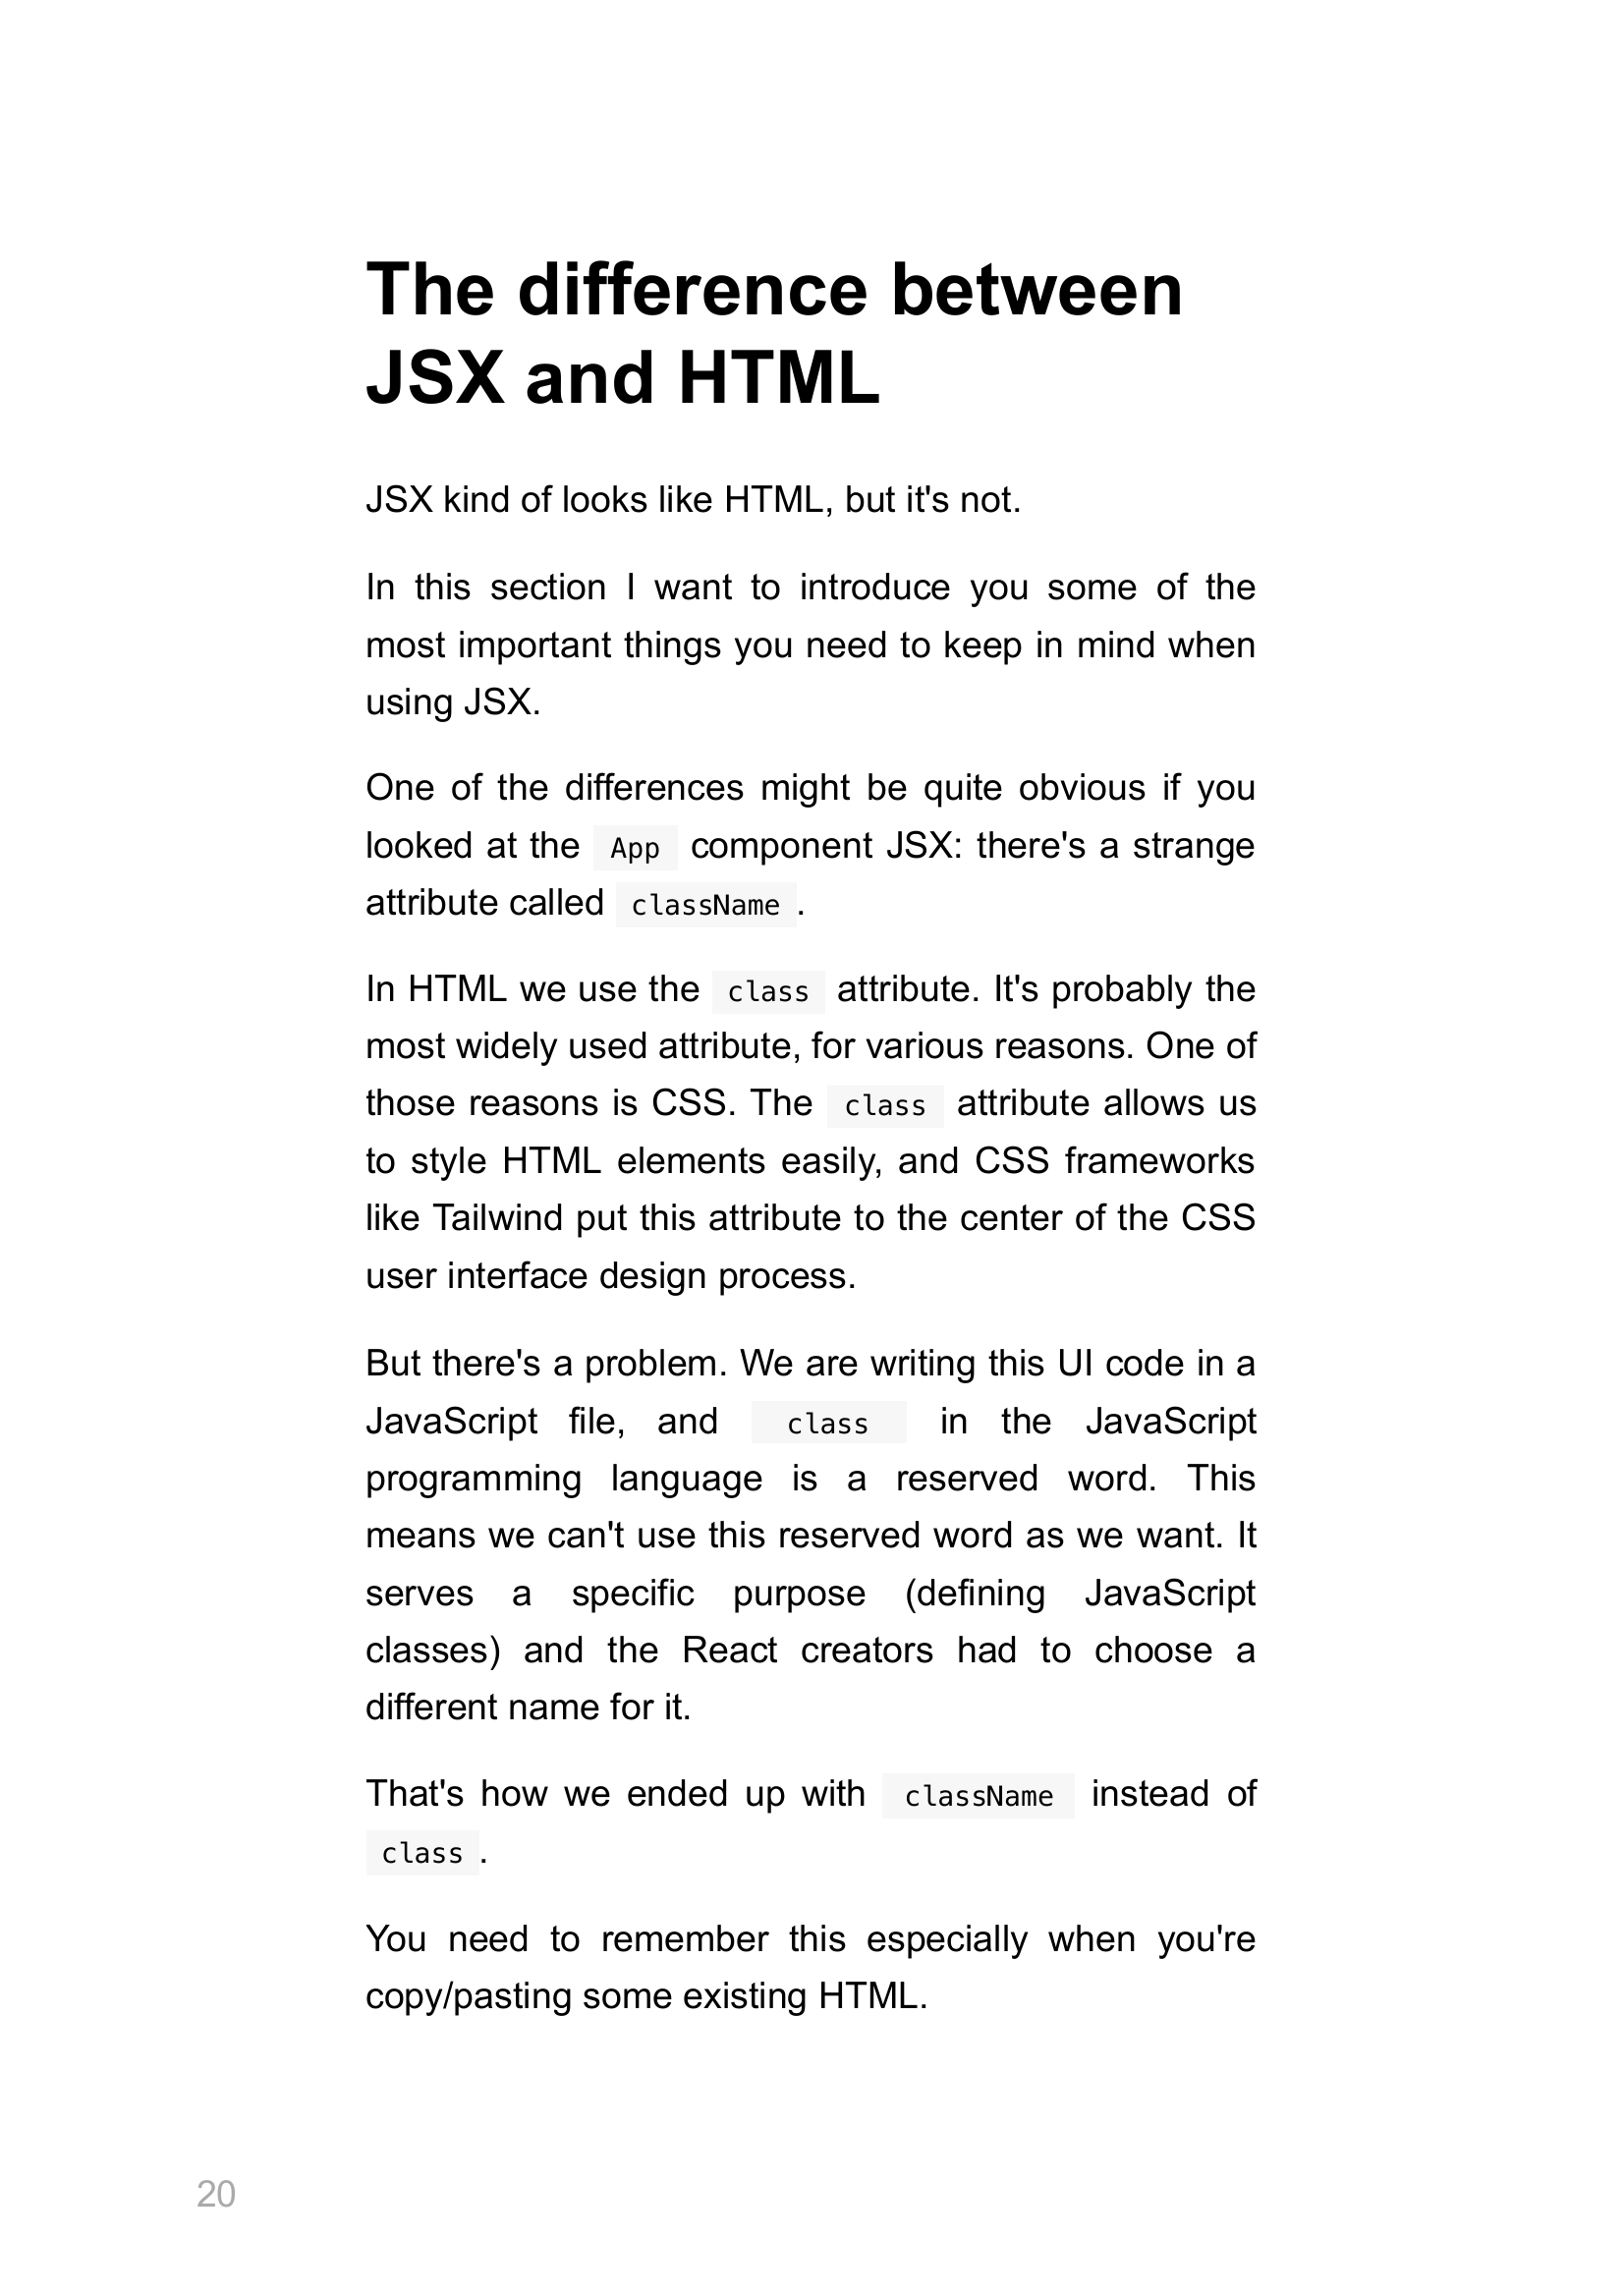 The difference between
JSX and HTML
JSX kind of looks like HTML, but it's not.
In this section I want to introduce you some of the
most important things you need to keep in mind when
using JSX.
One of the differences might be quite obvious if you
looked at the App component JSX: there's a strange
attribute called className.
In HTML we use the class attribute. It's probably the
most widely used attribute, for various reasons. One of
those reasons is CSS. The class attribute allows us
to style HTML elements easily, and CSS frameworks
like Tailwind put this attribute to the center of the CSS
user interface design process.
But there's a problem. We are writing this UI code in a
JavaScript file, and class in the JavaScript
programming language is a reserved word. This
means we can't use this reserved word as we want. It
serves a specific purpose (defining JavaScript
classes) and the React creators had to choose a
different name for it.
That's how we ended up with className instead of
class.
You need to remember this especially when you're
copy/pasting some existing HTML.
20